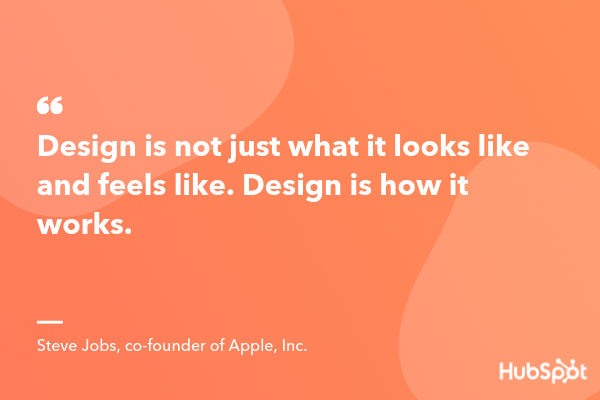 “
Design is not just what it looks like
and feels like. Design is how it
works.
Steve Jobs, co-founder of Apple, Inc.
HubSpot